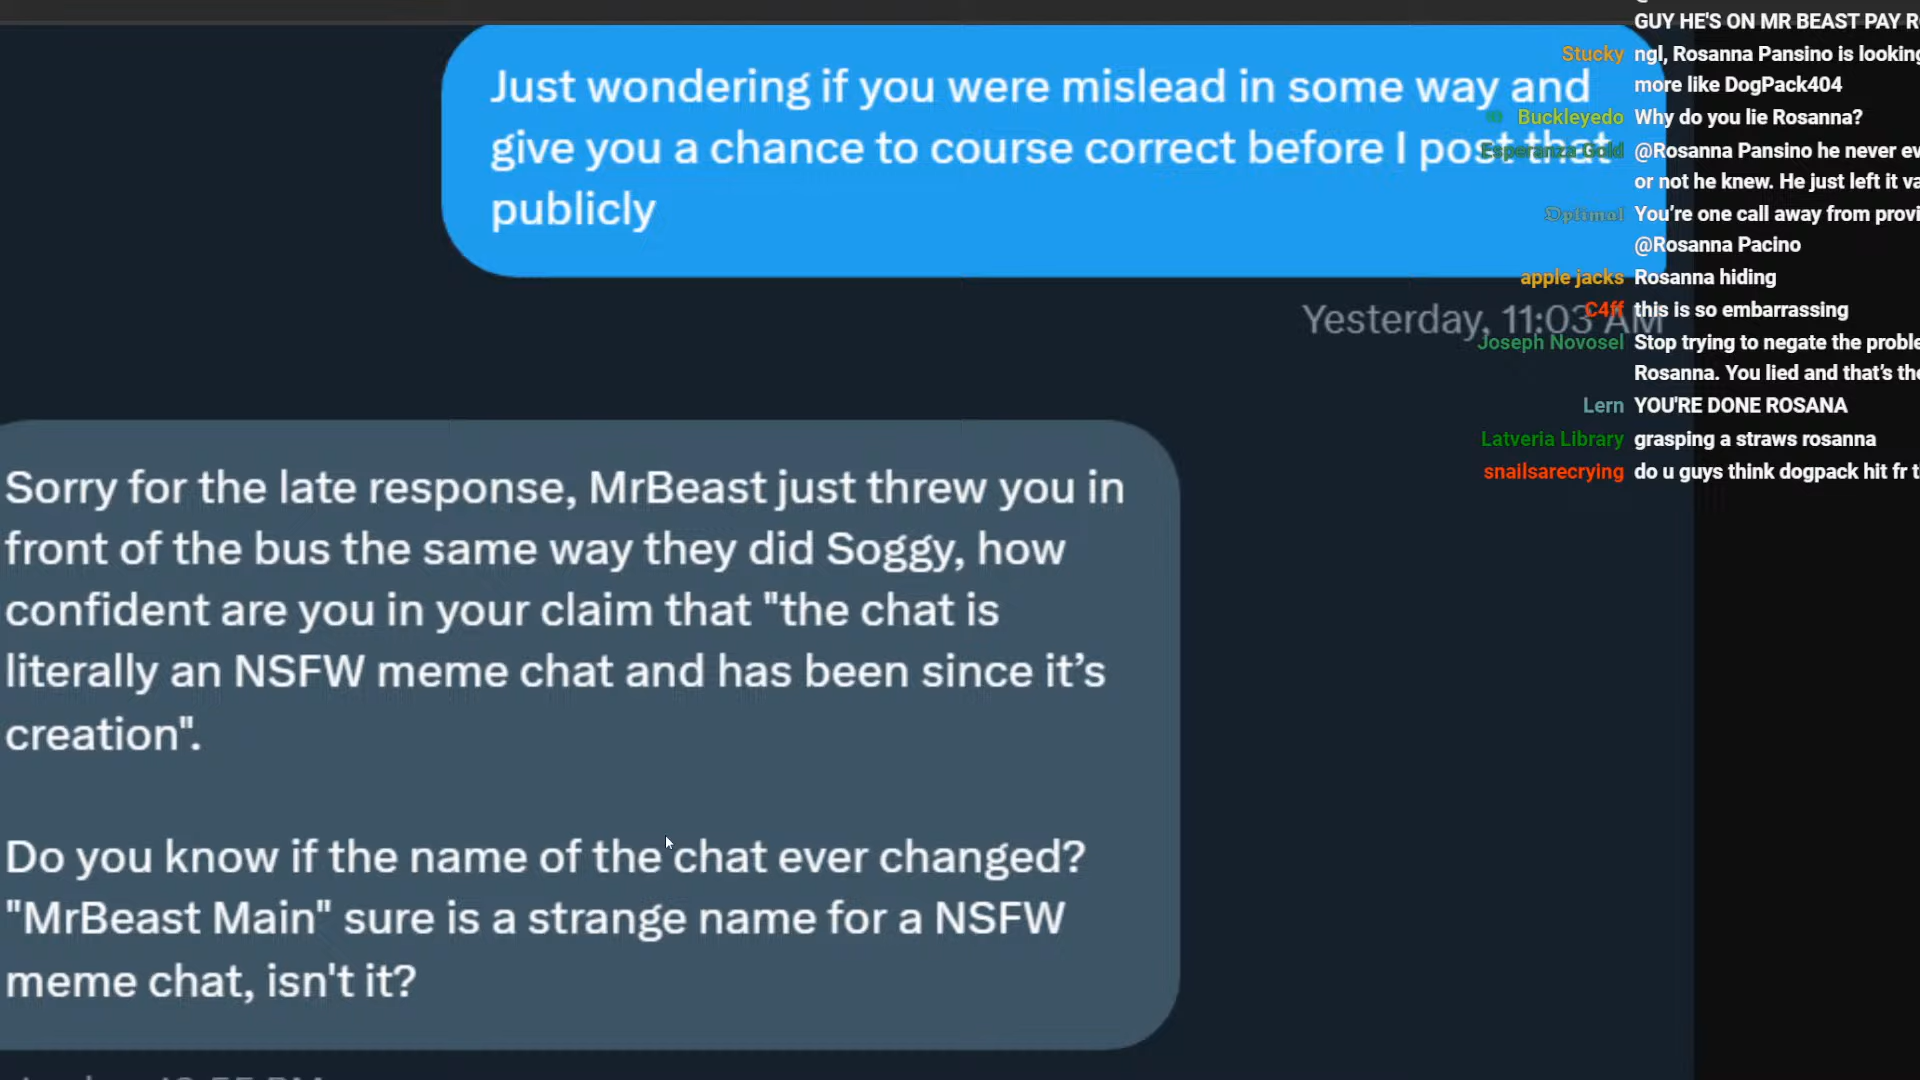 Just wondering if you were mislead in some way and
give you a chance to course correct before I post that
publicly
Yesterday, 11:03 AM
Sorry for the late response, MrBeast just threw you in
front of the bus the same way they did Soggy, how
confident are you in your claim that "the chat is
literally an NSFW meme chat and has been since it’s
creation".
Do you know if the name of the chat ever changed?
"MrBeast Main" sure is a strange name for a NSFW
meme chat, isn't it?
GUY HE'S ON MR BEAST PAY
Stucky ngl, Rosanna Pansino is looking
more like DogPack404
Buckleyedo Why do you lie Rosanna?
Esperanza Gold @Rosanna Pansino he never
or not he knew. He just left it
𝔇𝔭𝔱𝔦𝔪𝔞𝔩 You’re one call away from
@Rosanna Pacino
apple jacks Rosanna hiding
C4ff this is so embarrassing
Joseph Novosel Stop trying to negate the
Rosanna. You lied and that’s
Lern YOU'RE DONE ROSANA
Latveria Library grasping a straws rosanna
snailsarecrying do u guys think dogpack hit fr